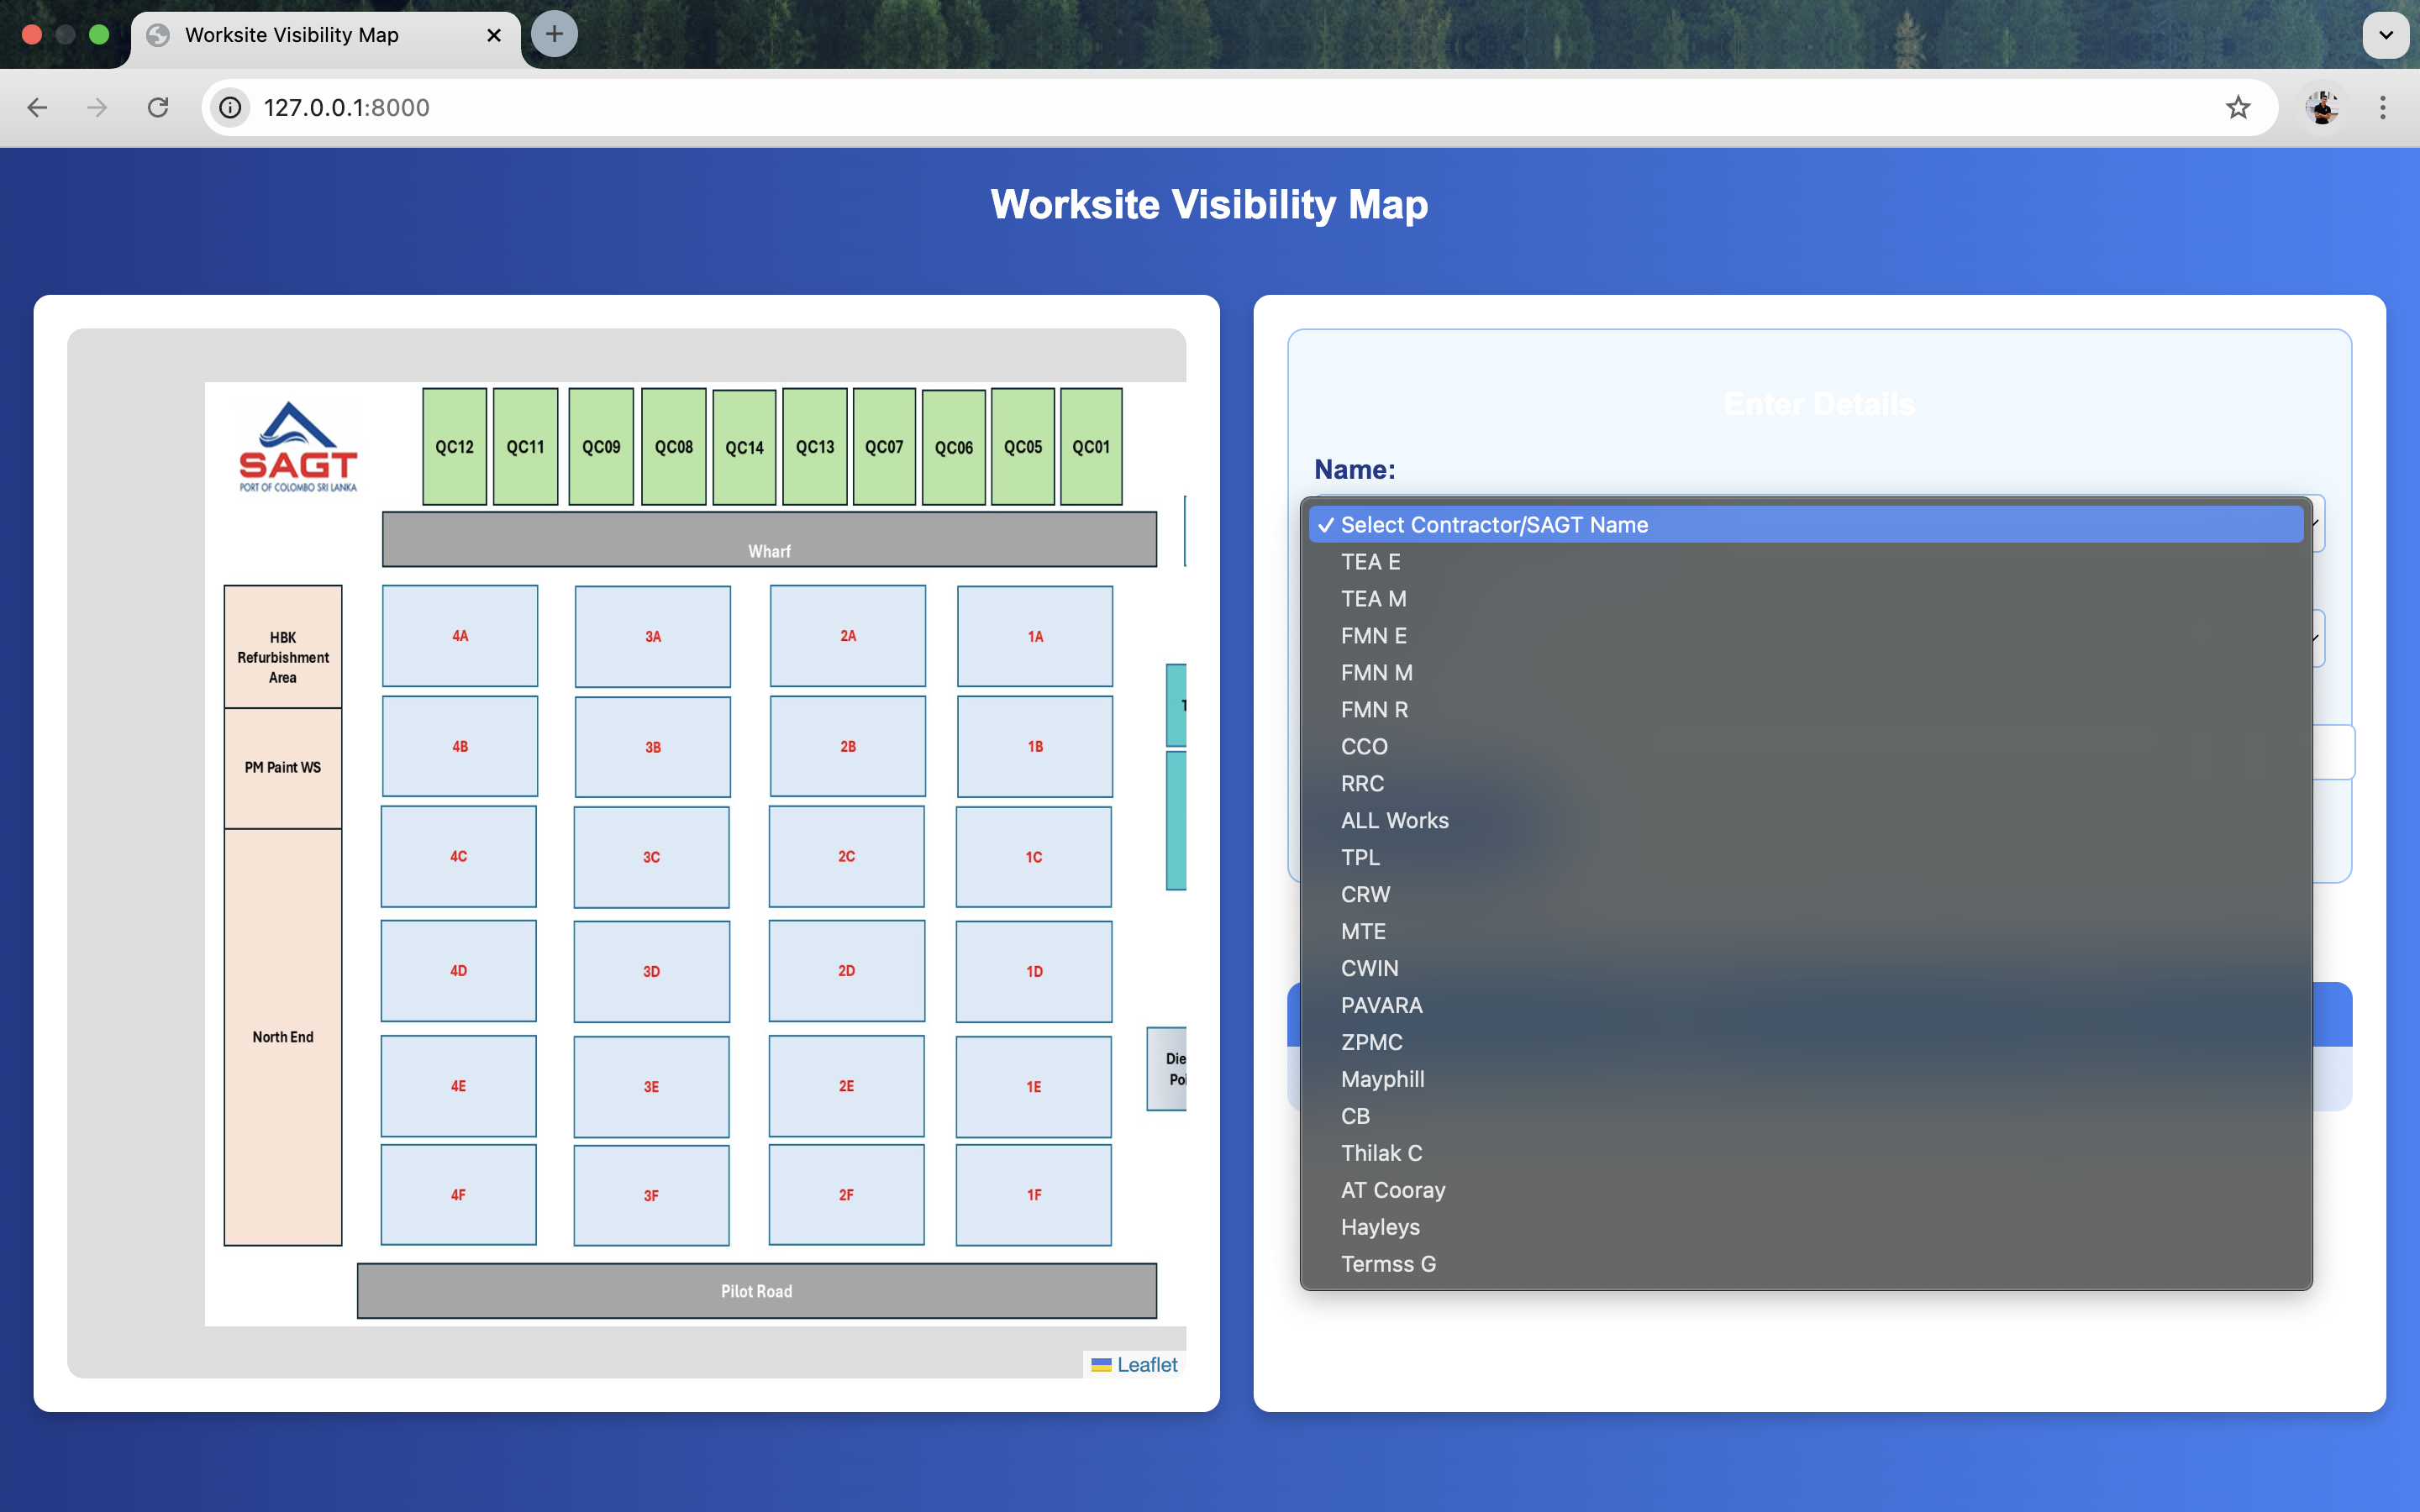 Worksite Visibility Map
127.0.0.1:8000
Worksite Visibility Map
SAGT
PORT OF COLOMBO SRI LANKA
QC12 QC11 QC09 QC08 QC14 QC13 QC07 QC06 QC05 QC01
Wharf
HBK
Refurbishment
Area
PM Paint WS
North End
4A 3A 2A 1A
4B 3B 2B 1B
4C 3C 2C 1C
4D 3D 2D 1D
4E 3E 2E 1E
4F 3F 2F 1F
Pilot Road
Leaflet
Enter Details
Name:
✓ Select Contractor/SAGT Name
TEA E
TEA M
FMN E
FMN M
FMN R
CCO
RRC
ALL Works
TPL
CRW
MTE
CWIN
PAVARA
ZPMC
Mayphill
CB
Thilak C
AT Cooray
Hayleys
Termss G